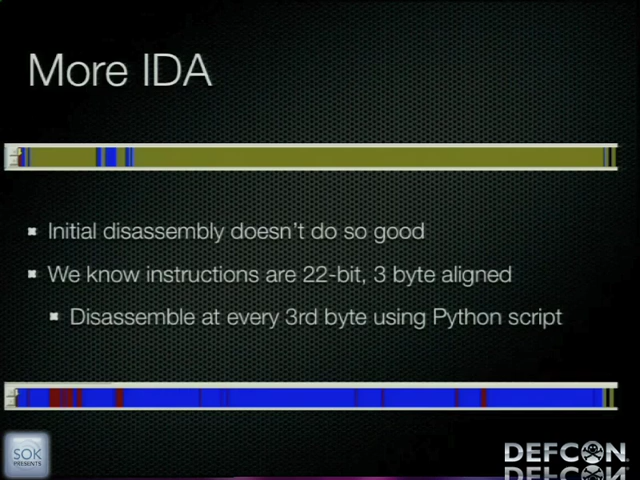 More IDA
Initial disassembly doesn't do so good
We know instructions are 22-bit, 3 byte aligned
Disassemble at every 3rd byte using Python script
SOK
PRESENTS
DEFCON